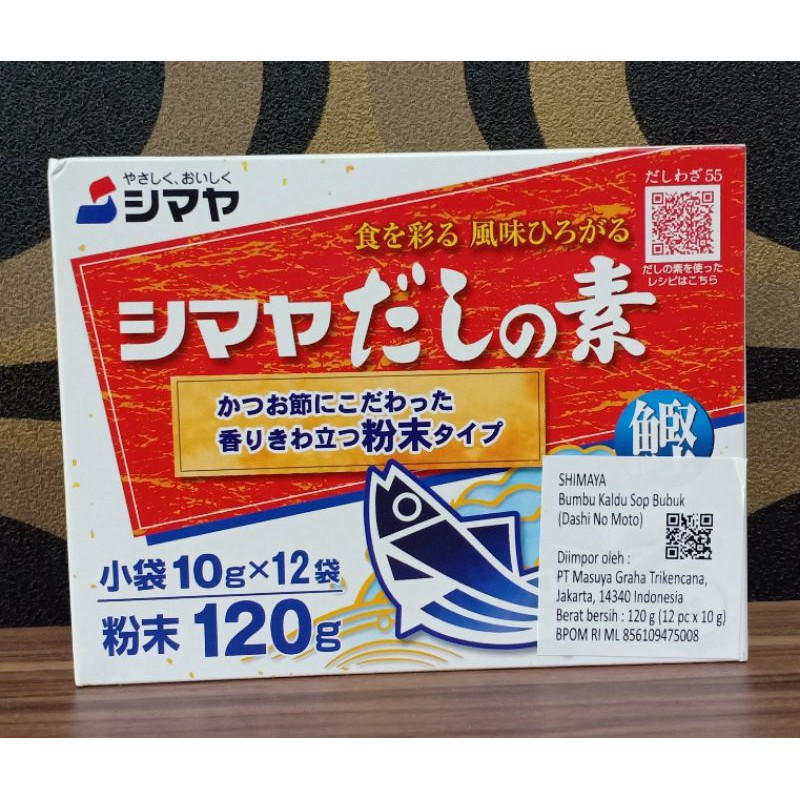 やさしく、おいしく
シマヤ
だしわざ55
だしの素を使った
レシピはこちら
食を彩る 風味ひろがる
シマヤだしの素
かつお節にこだわった
香りきわ立つ粉末タイプ
鰹
小袋10g×12袋
粉末 120g
SHIMAYA
Bumbu Kaldu Sop Bubuk
(Dashi No Moto)
Diimpor oleh :
PT Masuya Graha Trikencana,
Jakarta, 14340 Indonesia
Berat bersih : 120 g (12 pc x 10 g)
BPOM RI ML 856109475008